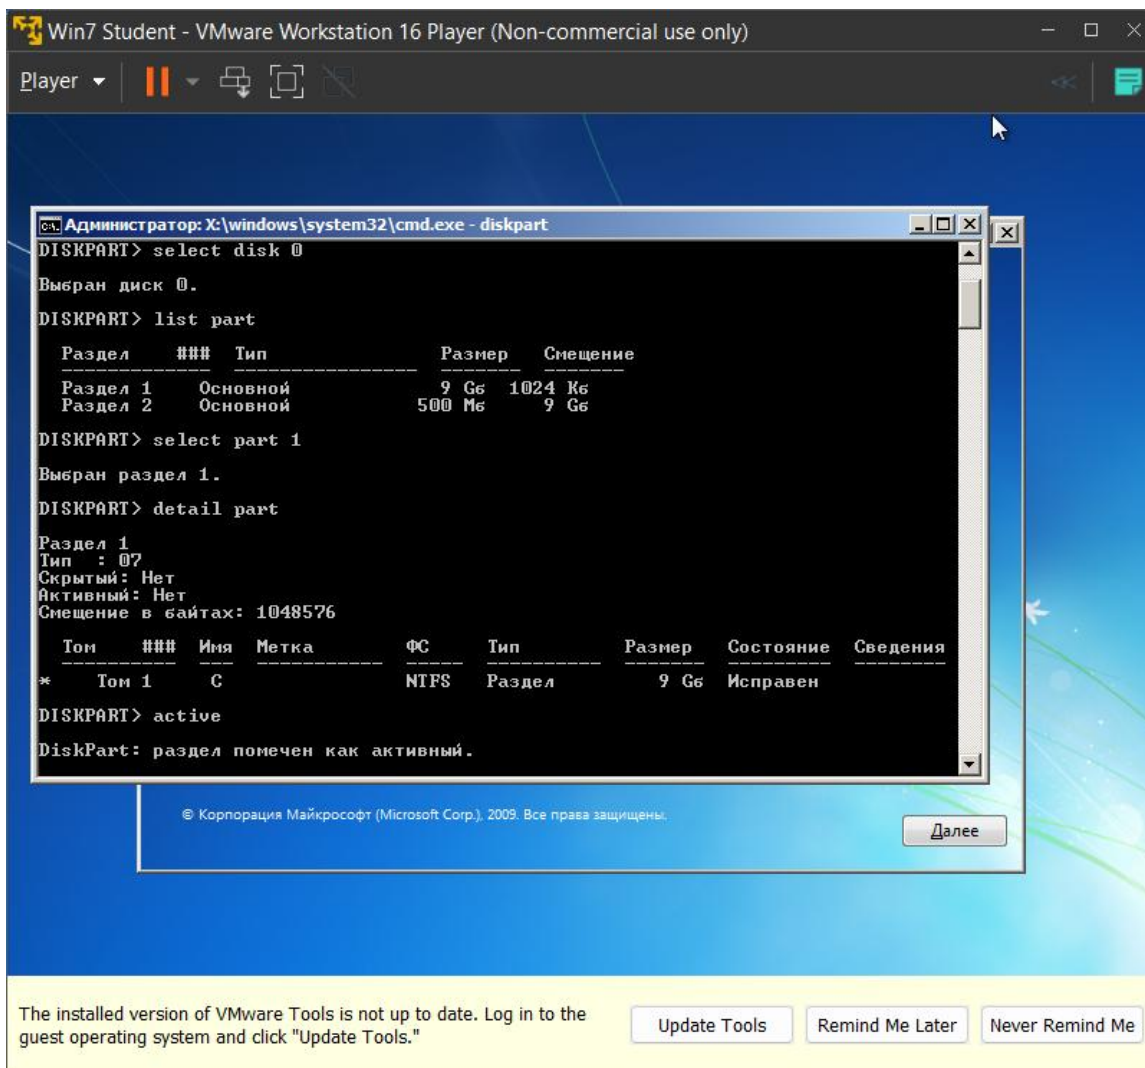 Win7 Student - VMware Workstation 16 Player (Non-commercial use only)
Player
Администратор: X:\windows\system32\cmd.exe - diskpart
DISKPART> select disk 0
Выбран диск 0.
DISKPART> list part
Раздел ### Тип Размер Смещение
Раздел 1 Основной 9 Gб 1024 Кб
Раздел 2 Основной 500 Мб 9 Gб
DISKPART> select part 1
Выбран раздел 1.
DISKPART> detail part
Раздел 1
Тип : 07
Скрытый: Нет
Активный: Нет
Смещение в байтах: 1048576
Том ### Имя Метка ФС Тип Размер Состояние Сведения
* Том 1 C NTFS Раздел 9 Gб Исправен
DISKPART> active
DiskPart: раздел помечен как активный.
© Корпорация Майкрософт (Microsoft Corp.), 2009. Все права защищены.
Далее
The installed version of VMware Tools is not up to date. Log in to the
guest operating system and click "Update Tools."
Update Tools
Remind Me Later
Never Remind Me